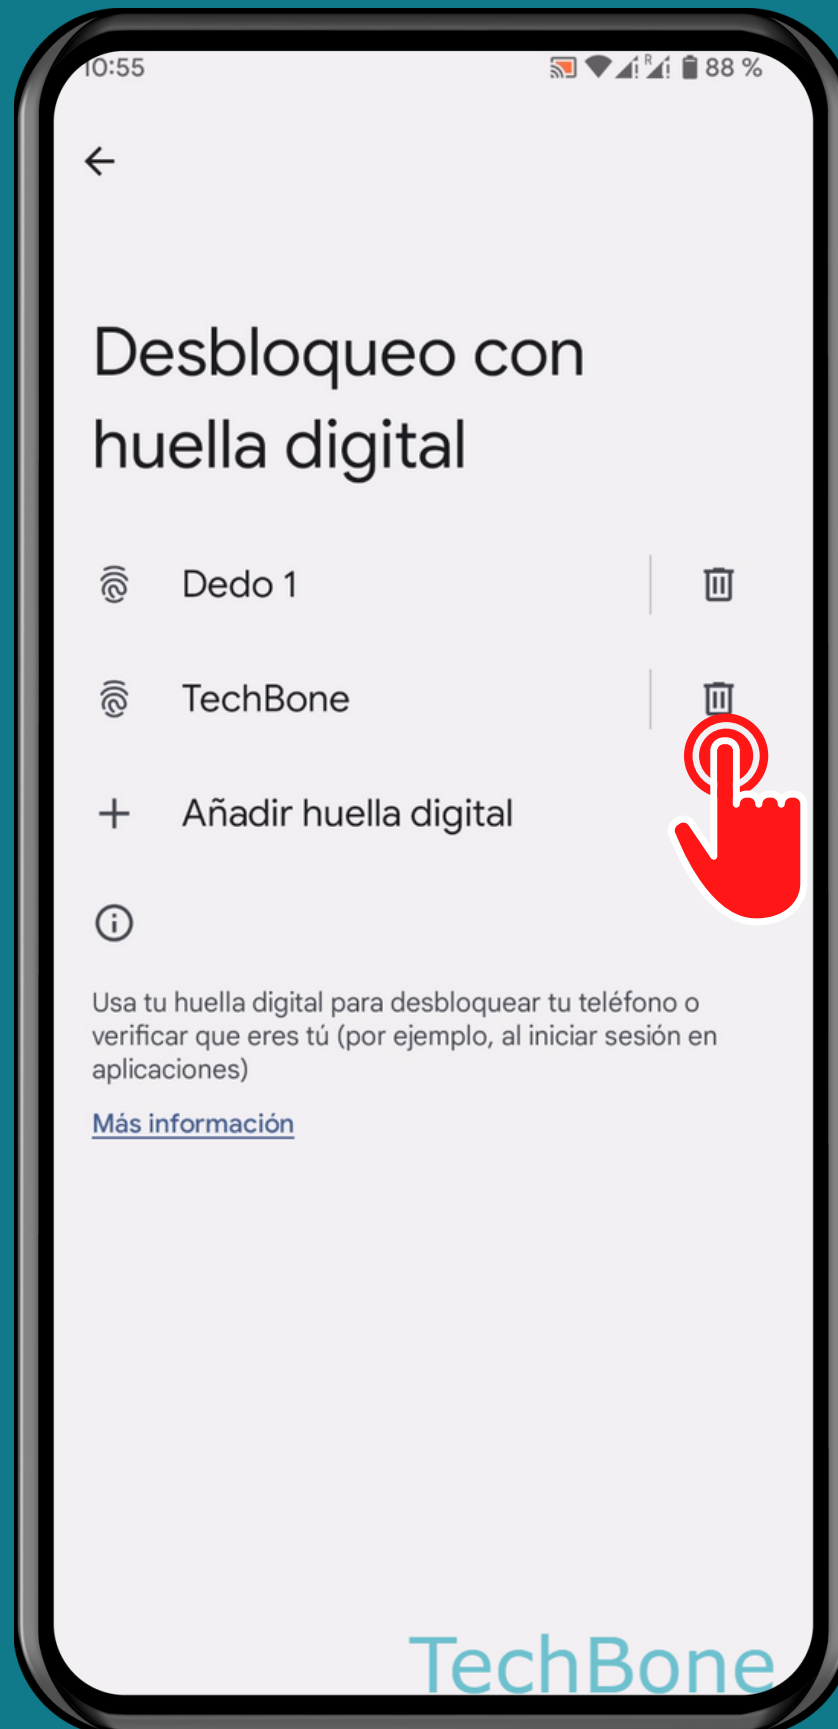 10:55 R 88 %
Desbloqueo con
huella digital
Dedo 1
TechBone
Añadir huella digital
Usa tu huella digital para desbloquear tu teléfono o
verificar que eres tú (por ejemplo, al iniciar sesión en
aplicaciones)
Más información
TechBone